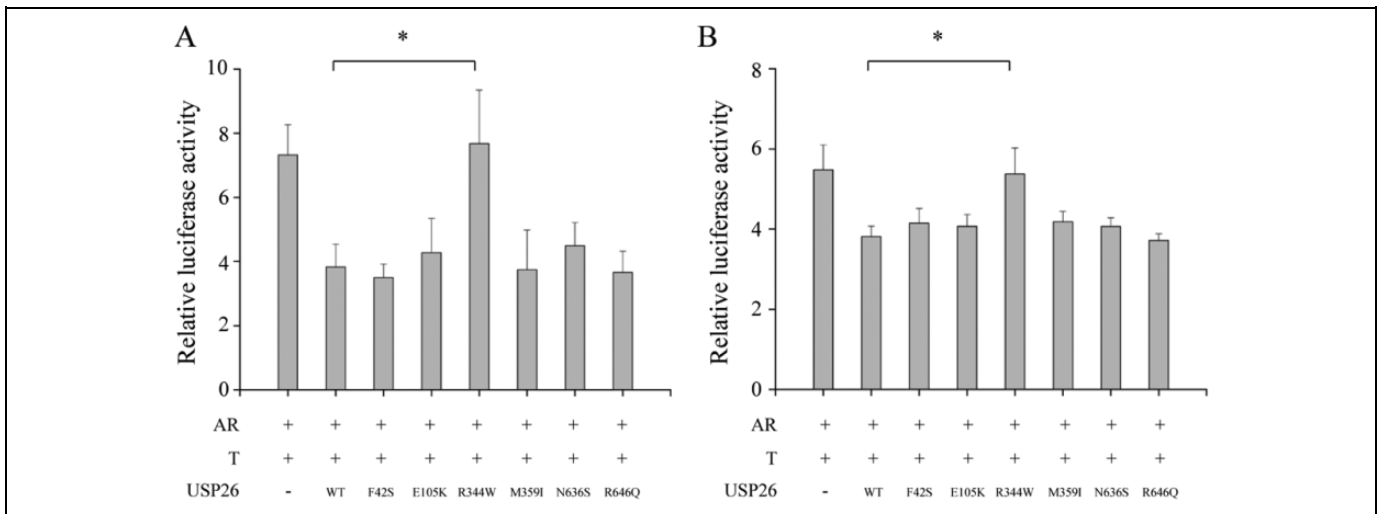 A
*
Relative luciferase activity
10
8
6
4
2
0
AR + + + + + + + +
T + + + + + + + +
USP26 - WT F42S E105K R344W M359I N636S R646Q
B
*
Relative luciferase activity
8
6
4
2
0
AR + + + + + + + +
T + + + + + + + +
USP26 - WT F42S E105K R344W M359I N636S R646Q